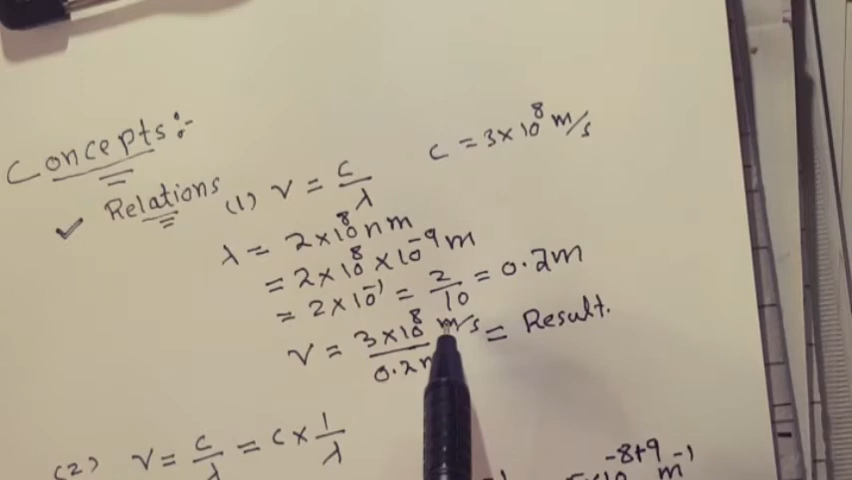 Concepts:-
c = 3×10⁸ m/s
✓ Relations (1) ν = c/λ
λ = 2×10⁸ nm
= 2×10⁸ × 10⁻⁹ m
= 2×10⁻¹ = 2/10 = 0.2m
ν = 3×10⁸ m/s / 0.2m = Result.
(2) ν = c/λ = c × 1/λ
10⁻⁸⁺⁹ m⁻¹